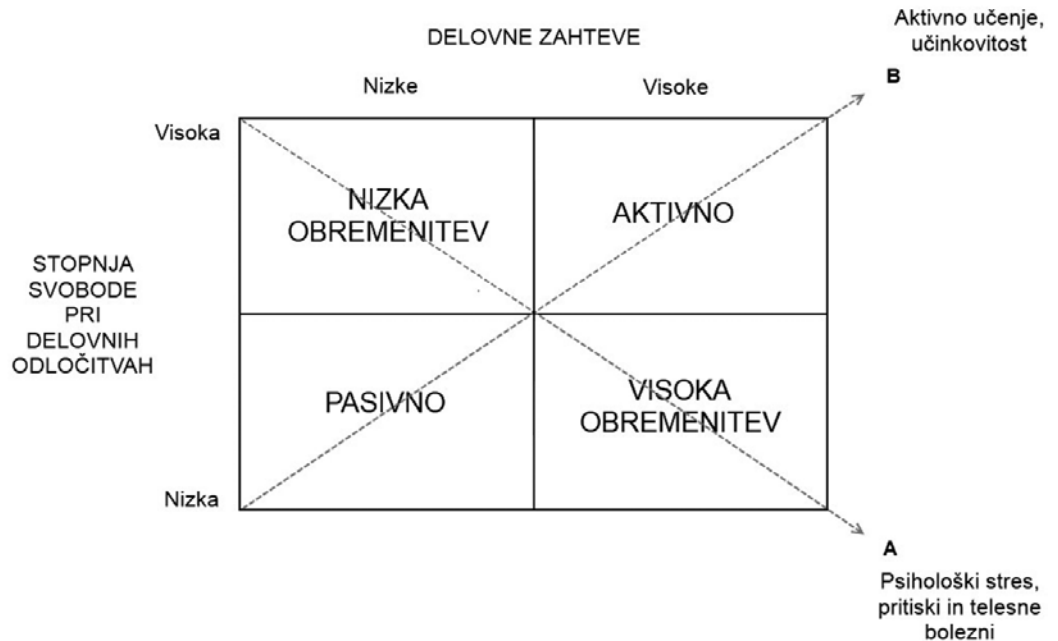 Aktivno učenje,
učinkovitost
DELOVNE ZAHTEVE
B
Nizke
Visoke
Visoka
NIZKA
OBREMENITEV
AKTIVNO
STOPNJA
SVOBODE
PRI
DELOVNIH
ODLOČITVAH
PASIVNO
VISOKA
OBREMENITEV
Nizka
A
Psihološki stres,
pritiski in telesne
bolezni